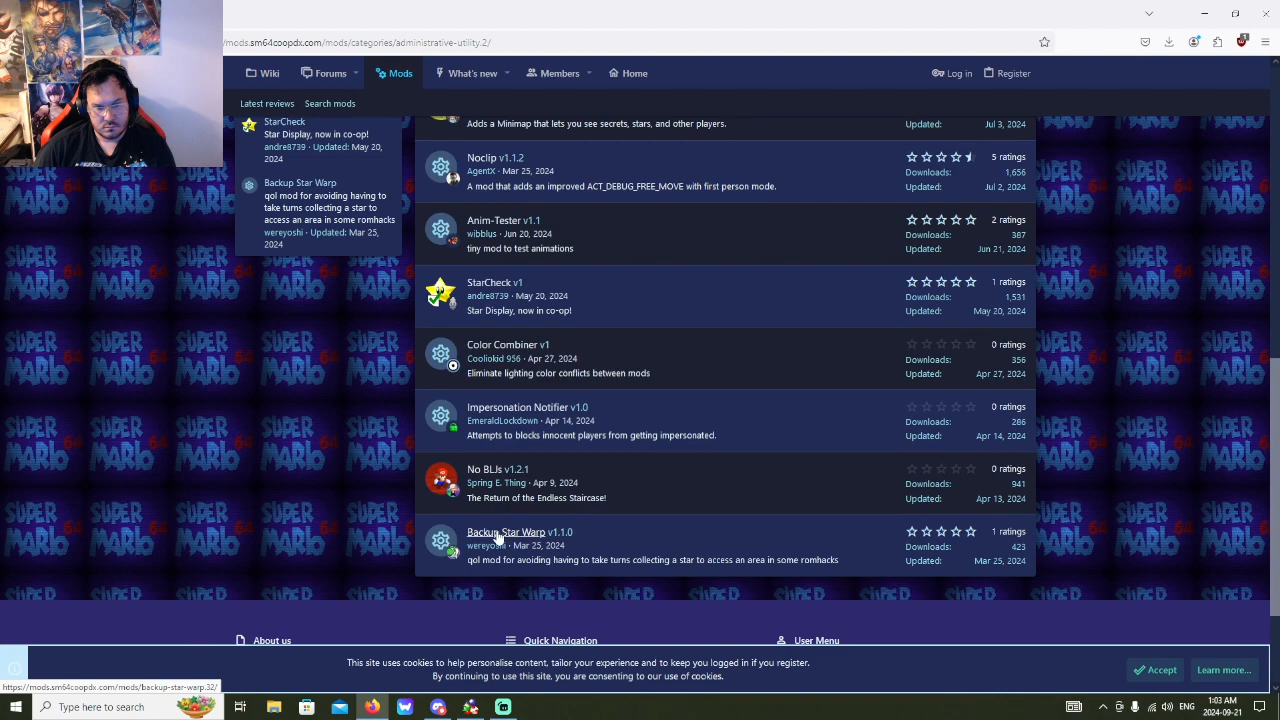 /mods.sm64coopdx.com/mods/categories/administrative-utility.2/
Wiki
Forums
Mods
What's new
Members
Home
Log in
Register
Latest reviews
Search mods
StarCheck
Star Display, now in co-op!
andre8739 · Updated: May 20,
2024
Backup Star Warp
qol mod for avoiding having to
take turns collecting a star to
access an area in some romhacks
wereyoshi · Updated: Mar 25,
2024
Adds a Minimap that lets you see secrets, stars, and other players.
Updated: Jul 3, 2024
Noclip v1.1.2
AgentX · Mar 25, 2024
A mod that adds an improved ACT_DEBUG_FREE_MOVE with first person mode.
5 ratings
Downloads: 1,656
Updated: Jul 2, 2024
Anim-Tester v1.1
wibblus · Jun 20, 2024
tiny mod to test animations
2 ratings
Downloads: 387
Updated: Jun 21, 2024
StarCheck v1
andre8739 · May 20, 2024
Star Display, now in co-op!
1 ratings
Downloads: 1,531
Updated: May 20, 2024
Color Combiner v1
Cooliokid 956 · Apr 27, 2024
Eliminate lighting color conflicts between mods
0 ratings
Downloads: 356
Updated: Apr 27, 2024
Impersonation Notifier v1.0
EmeraldLockdown · Apr 14, 2024
Attempts to blocks innocent players from getting impersonated.
0 ratings
Downloads: 286
Updated: Apr 14, 2024
No BLJs v1.2.1
Spring E. Thing · Apr 9, 2024
The Return of the Endless Staircase!
0 ratings
Downloads: 941
Updated: Apr 13, 2024
Backup Star Warp v1.1.0
wereyoshi · Mar 25, 2024
qol mod for avoiding having to take turns collecting a star to access an area in some romhacks
1 ratings
Downloads: 423
Updated: Mar 25, 2024
SUPER MARIO 64
About us
Quick Navigation
User Menu
This site uses cookies to help personalise content, tailor your experience and to keep you logged in if you register.
By continuing to use this site, you are consenting to our use of cookies.
Accept
Learn more...
https://mods.sm64coopdx.com/mods/backup-star-warp.32/
Type here to search
ENG
1:03 AM
2024-09-21